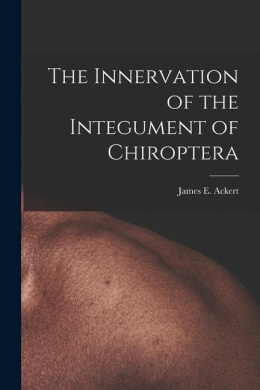 The Innervation
of the
Integument of
Chiroptera
James E. Ackert